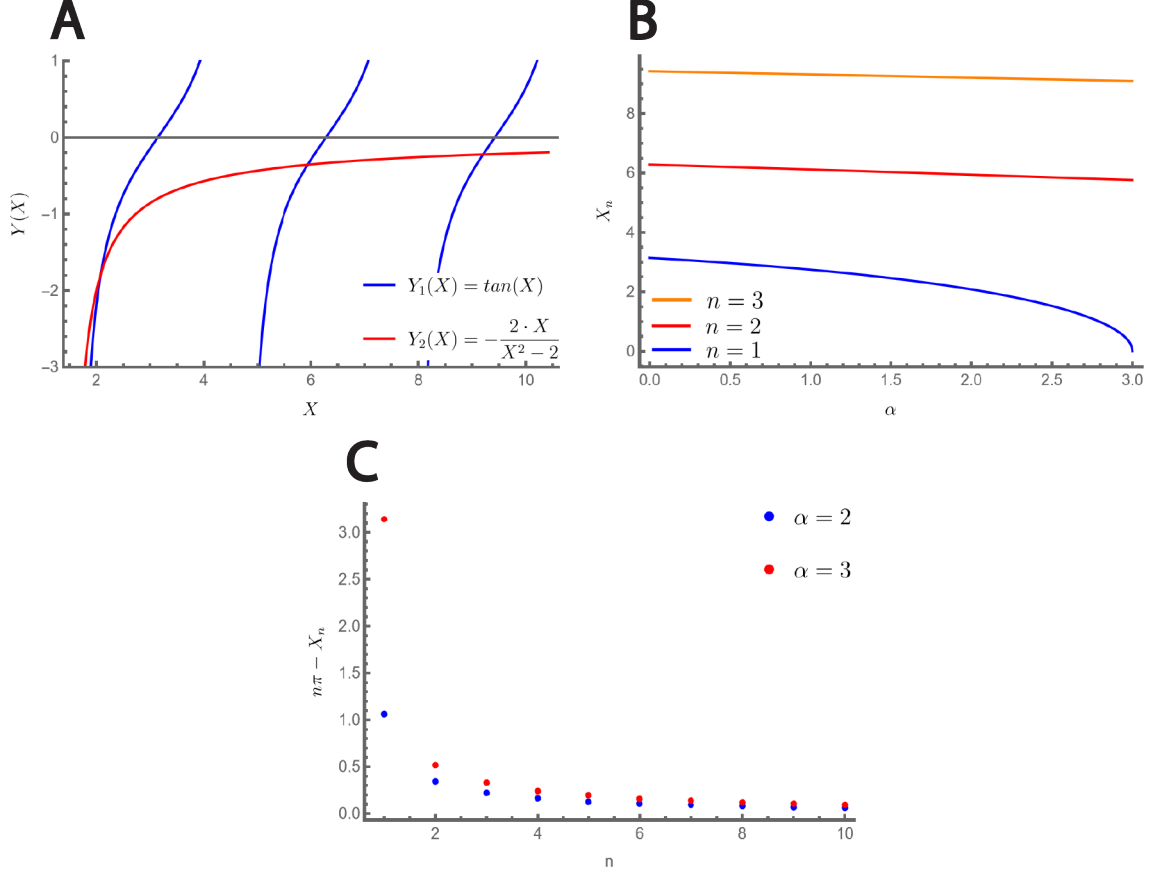 A
B
1
0
−1
−2
−3
Y(X)
Y₁(X) = tan(X)
Y₂(X) = −(2 · X)/(X² − 2)
2 4 6 8 10
X
8
6
4
2
0
Xₙ
n = 3
n = 2
n = 1
0.0 0.5 1.0 1.5 2.0 2.5 3.0
α
C
3.0
2.5
2.0
1.5
1.0
0.5
0.0
nπ − Xₙ
α = 2
α = 3
2 4 6 8 10
n